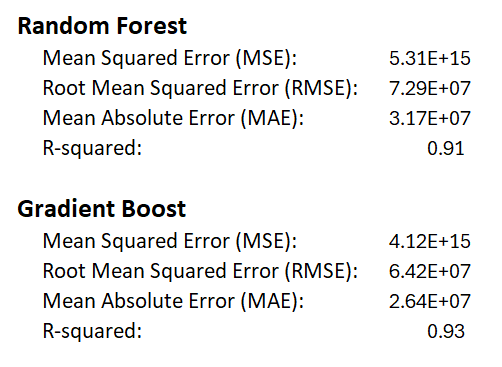 Random Forest
Mean Squared Error (MSE): 5.31E+15
Root Mean Squared Error (RMSE): 7.29E+07
Mean Absolute Error (MAE): 3.17E+07
R-squared: 0.91
Gradient Boost
Mean Squared Error (MSE): 4.12E+15
Root Mean Squared Error (RMSE): 6.42E+07
Mean Absolute Error (MAE): 2.64E+07
R-squared: 0.93